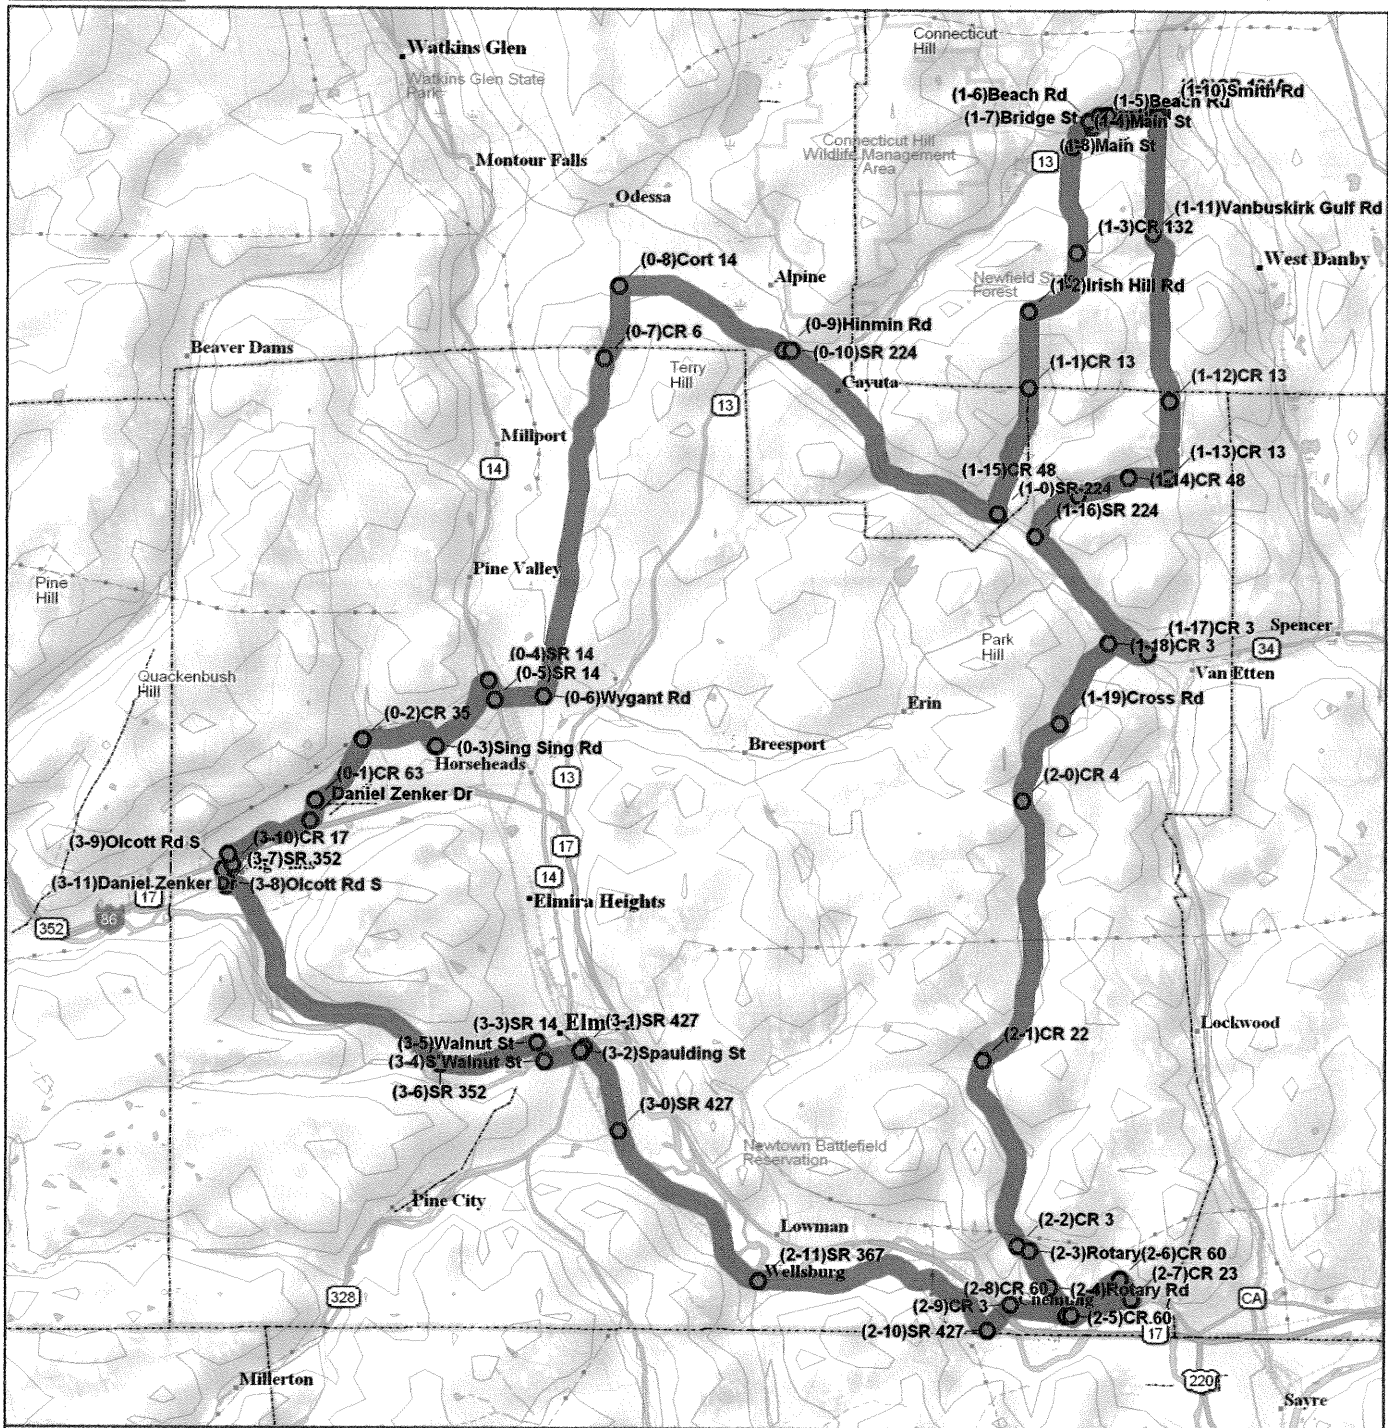 Connecticut
Hill
Watkins Glen
Watkins Glen State
Park
(1-10)Smith Rd
(1-6)Beach Rd
(1-5)Beach Rd
(1-7)Bridge St
(1-4)Main St
(1-8)Main St
13
Connecticut Hill
Wildlife Management
Area
Montour Falls
Odessa
(1-11)Vanbuskirk Gulf Rd
(1-3)CR 132
West Danby
(0-8)Cort 14
Alpine
Newfield State
Forest
(1-2)Irish Hill Rd
(0-9)Hinmin Rd
Beaver Dams
(0-7)CR 6
(0-10)SR 224
Terry
Hill
(1-1)CR 13
Cayuta
(1-12)CR 13
13
Millport
14
(1-13)CR 13
(1-15)CR 48
(1-14)CR 48
(1-0)SR 224
(1-16)SR 224
Pine Valley
Pine
Hill
Park
Hill
(1-17)CR 3
Spencer
(1-18)CR 3
34
Van Etten
(0-4)SR 14
(0-5)SR 14
Quackenbush
Hill
(0-6)Wygant Rd
(1-19)Cross Rd
Erin
(0-2)CR 35
(0-3)Sing Sing Rd
Breesport
Horseheads
13
(0-1)CR 63
(2-0)CR 4
Daniel Zenker Dr
(3-9)Olcott Rd S
(3-10)CR 17
17
(3-7)SR 352
(3-11)Daniel Zenker Dr
(3-8)Olcott Rd S
14
17
Elmira Heights
86
352
(3-3)SR 14
(3-1)SR 427
(3-5)Walnut St
(3-2)Spaulding St
(3-4)S Walnut St
(3-6)SR 352
Lockwood
(2-1)CR 22
(3-0)SR 427
Newtown Battlefield
Reservation
Pine City
Lowman
(2-2)CR 3
(2-3)Rotary
(2-6)CR 60
(2-11)SR 367
Wellsburg
(2-7)CR 23
(2-8)CR 60
(2-4)Rotary Rd
328
(2-9)CR 3
CA
(2-5)CR 60
(2-10)SR 427
17
Millerton
220
Sayre